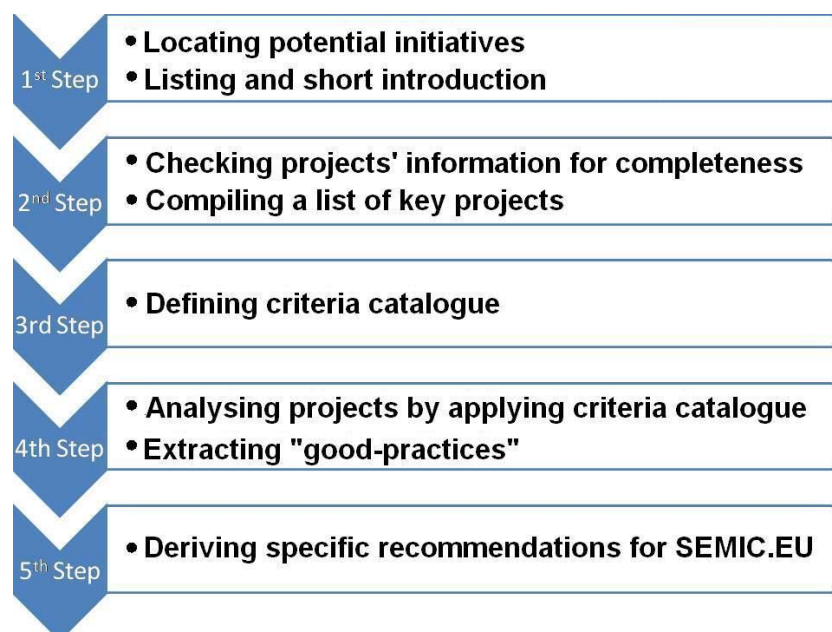 1st Step
• Locating potential initiatives
• Listing and short introduction
2nd Step
• Checking projects' information for completeness
• Compiling a list of key projects
3rd Step
• Defining criteria catalogue
4th Step
• Analysing projects by applying criteria catalogue
• Extracting "good-practices"
5th Step
• Deriving specific recommendations for SEMIC.EU